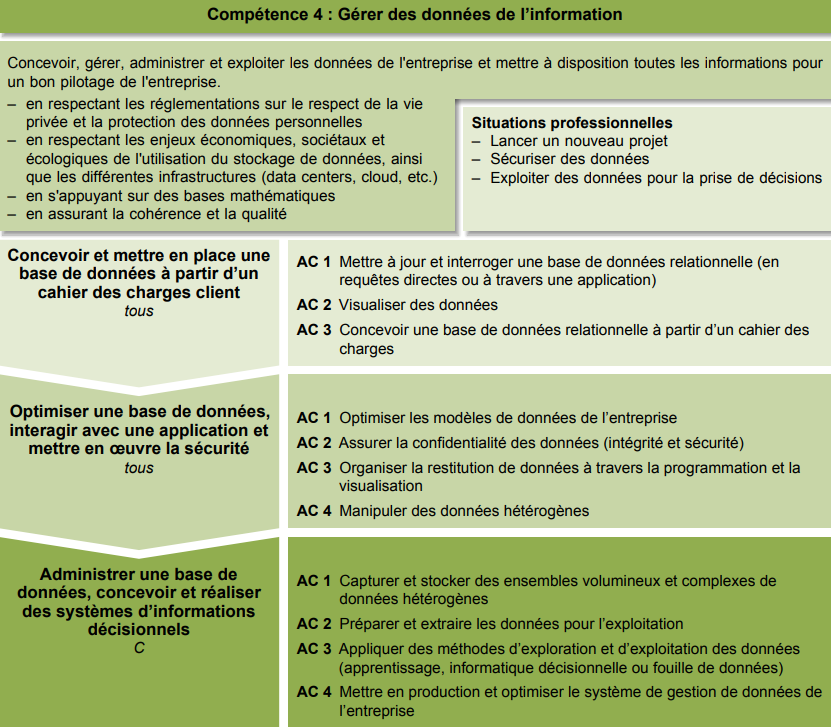 Compétence 4 : Gérer des données de l'information
Concevoir, gérer, administrer et exploiter les données de l'entreprise et mettre à disposition toutes les informations pour
un bon pilotage de l'entreprise.
– en respectant les réglementations sur le respect de la vie
privée et la protection des données personnelles
– en respectant les enjeux économiques, sociétaux et
écologiques de l'utilisation du stockage de données, ainsi
que les différentes infrastructures (data centers, cloud, etc.)
– en s'appuyant sur des bases mathématiques
– en assurant la cohérence et la qualité
Situations professionnelles
– Lancer un nouveau projet
– Sécuriser des données
– Exploiter des données pour la prise de décisions
Concevoir et mettre en place une
base de données à partir d'un
cahier des charges client
tous
AC 1 Mettre à jour et interroger une base de données relationnelle (en
requêtes directes ou à travers une application)
AC 2 Visualiser des données
AC 3 Concevoir une base de données relationnelle à partir d'un cahier des
charges
Optimiser une base de données,
interagir avec une application et
mettre en œuvre la sécurité
tous
AC 1 Optimiser les modèles de données de l'entreprise
AC 2 Assurer la confidentialité des données (intégrité et sécurité)
AC 3 Organiser la restitution de données à travers la programmation et la
visualisation
AC 4 Manipuler des données hétérogènes
Administrer une base de
données, concevoir et réaliser
des systèmes d'informations
décisionnels
C
AC 1 Capturer et stocker des ensembles volumineux et complexes de
données hétérogènes
AC 2 Préparer et extraire les données pour l'exploitation
AC 3 Appliquer des méthodes d'exploration et d'exploitation des données
(apprentissage, informatique décisionnelle ou fouille de données)
AC 4 Mettre en production et optimiser le système de gestion de données de
l'entreprise